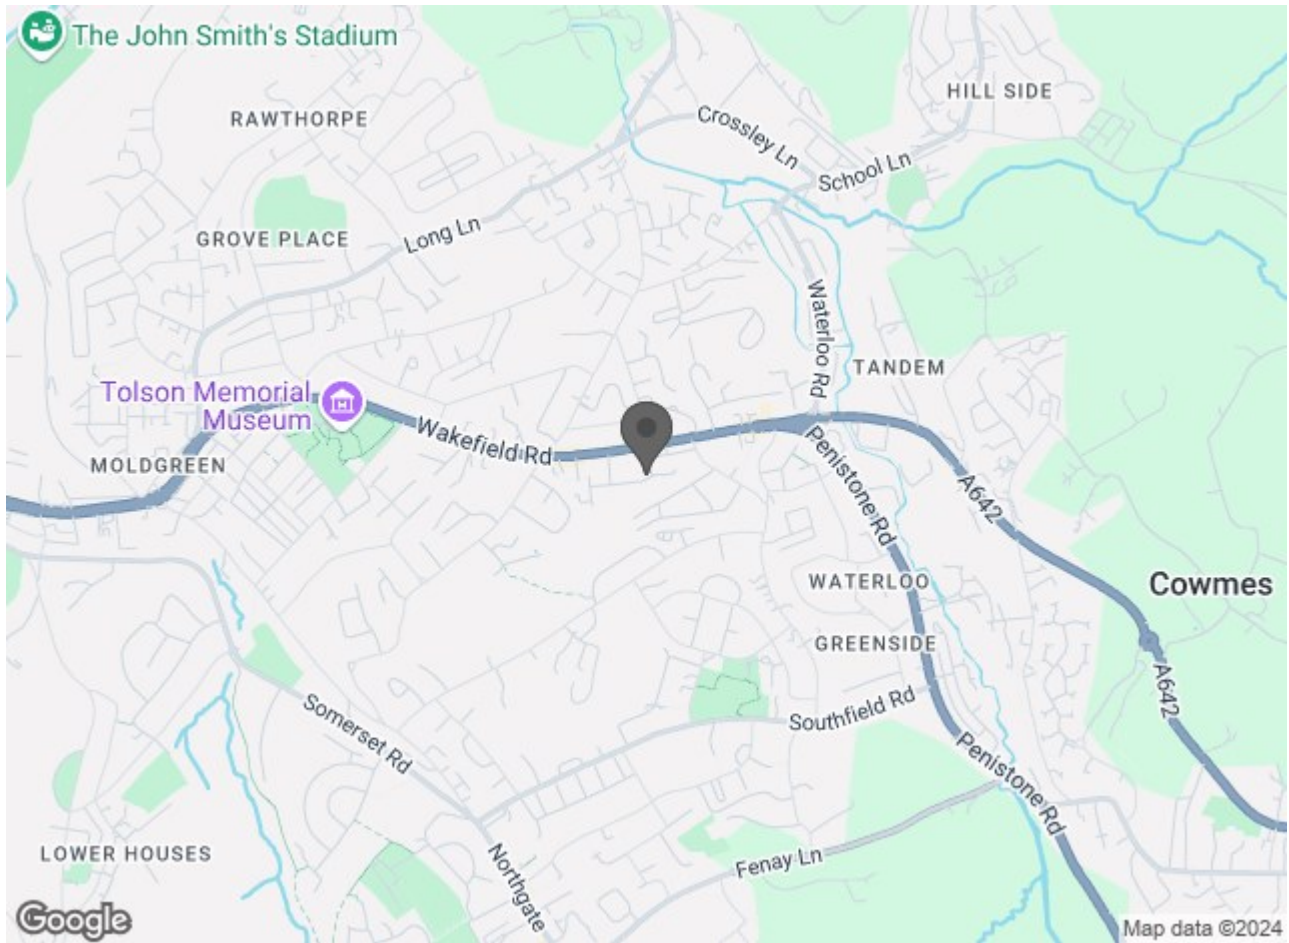 The John Smith's Stadium
HILL SIDE
RAWTHORPE
Crossley Ln
School Ln
GROVE PLACE
Long Ln
Waterloo Rd
TANDEM
Tolson Memorial
Museum
Wakefield Rd
MOLDGREEN
Penistone Rd
A642
WATERLOO
Cowmes
GREENSIDE
A642
Southfield Rd
Somerset Rd
Penistone Rd
LOWER HOUSES
Northgate
Fenay Ln
Google
Map data ©2024